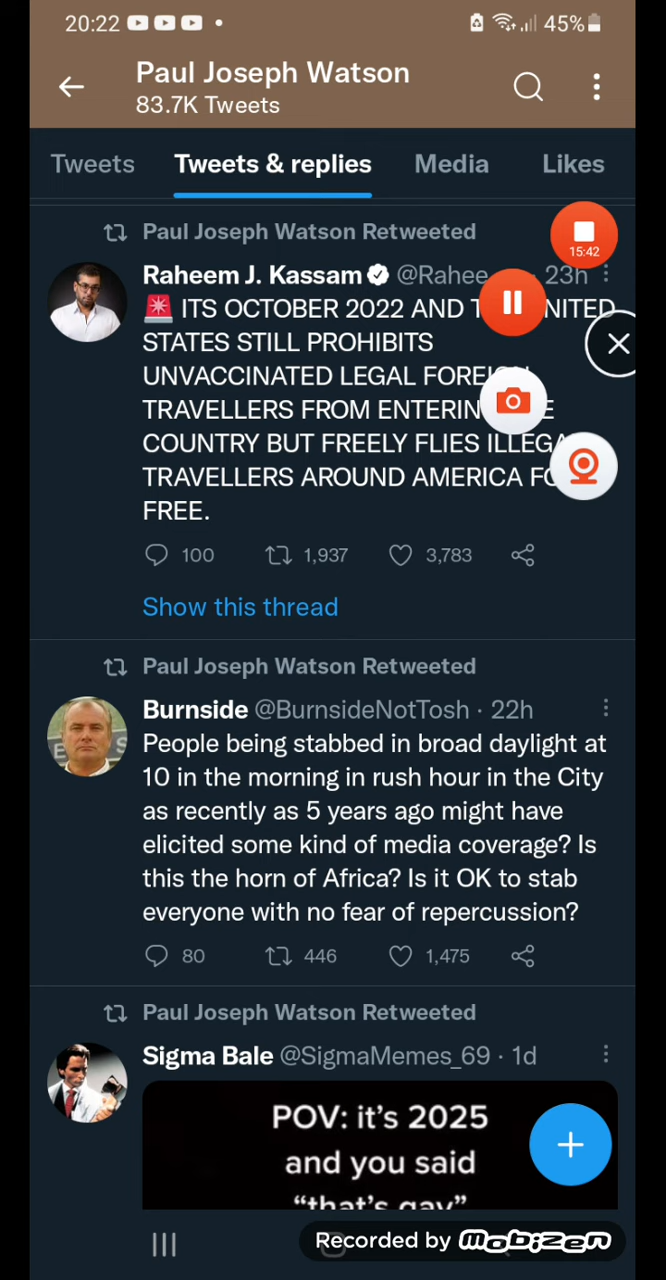 20:22
45%
Paul Joseph Watson
83.7K Tweets
Tweets Tweets & replies Media Likes
Paul Joseph Watson Retweeted
15:42
Raheem J. Kassam @Rahee 23h
ITS OCTOBER 2022 AND NITED
STATES STILL PROHIBITS
UNVACCINATED LEGAL FOREI
TRAVELLERS FROM ENTERIN E
COUNTRY BUT FREELY FLIES ILLEGA
TRAVELLERS AROUND AMERICA FO
FREE.
100 1,937 3,783
Show this thread
Paul Joseph Watson Retweeted
Burnside @BurnsideNotTosh · 22h
People being stabbed in broad daylight at
10 in the morning in rush hour in the City
as recently as 5 years ago might have
elicited some kind of media coverage? Is
this the horn of Africa? Is it OK to stab
everyone with no fear of repercussion?
80 446 1,475
Paul Joseph Watson Retweeted
Sigma Bale @SigmaMemes_69 · 1d
POV: it's 2025
and you said
"that's gay"
Recorded by mobizen